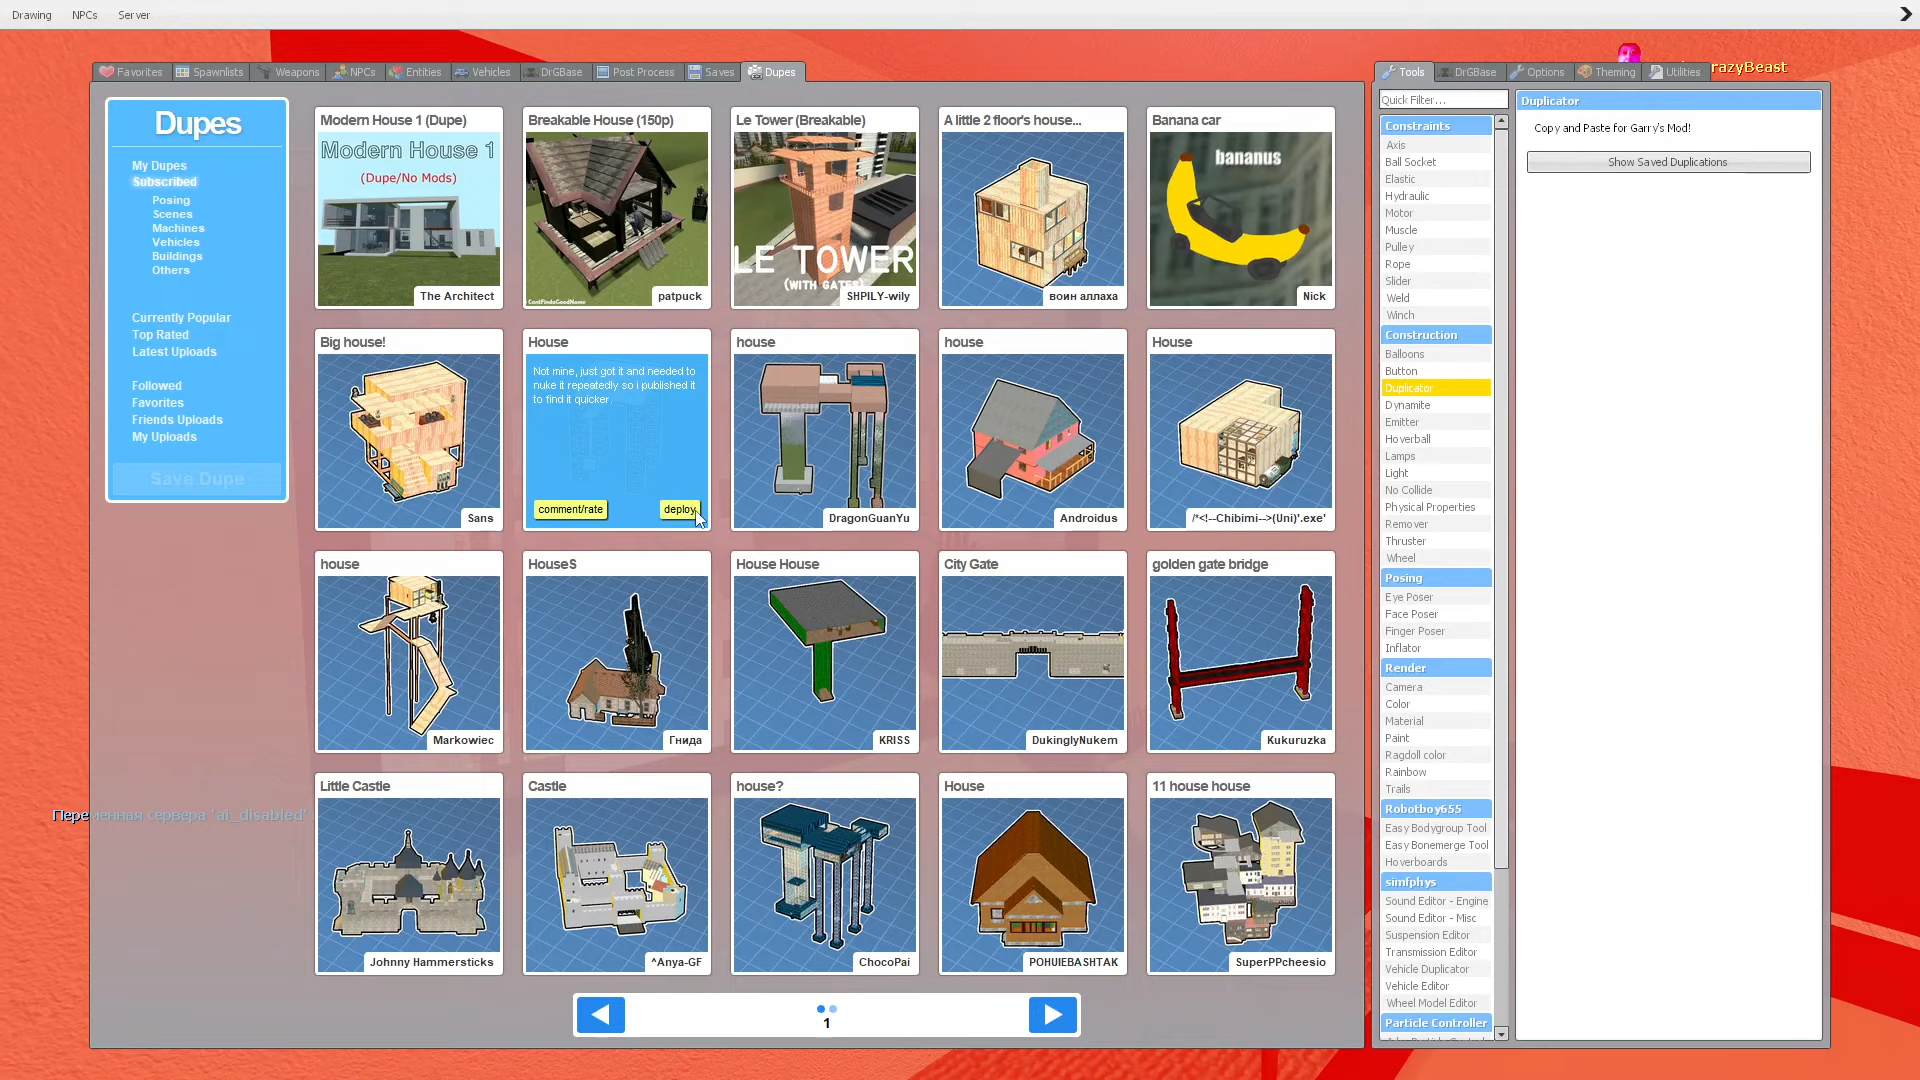 Drawing NPCs Server
Favorites Spawnlists Weapons NPCs Entities Vehicles DrGBase Post Process Saves Dupes
Dupes
My Dupes
Subscribed
Posing
Scenes
Machines
Vehicles
Buildings
Others
Currently Popular
Top Rated
Latest Uploads
Followed
Favorites
Friends Uploads
My Uploads
Save Dupe
Modern House 1 (Dupe)
Modern House 1
(Dupe/No Mods)
The Architect
Breakable House (150p)
CantFindaGoodName
patpuck
Le Tower (Breakable)
LE TOWER
(WITH GATES)
SHPILY-wily
A little 2 floor's house...
воин аллаха
Banana car
bananus
Nick
Big house!
Sans
House
Not mine, just got it and needed to
nuke it repeatedly so i published it
to find it quicker
comment/rate deploy
house
DragonGuanYu
house
Androidus
House
/*<!--Chibimi-->(Uni)'.exe'
house
Markowiec
HouseS
Гнида
House House
KRISS
City Gate
DukinglyNukem
golden gate bridge
Kukuruzka
Little Castle
Johnny Hammersticks
Castle
^Anya-GF
house?
ChocoPai
House
POHUIEBASHTAK
11 house house
SuperPPcheesio
1
Переменная сервера 'ai_disabled'
razyBeast
Tools DrGBase Options Theming Utilities
Quick Filter...
Constraints
Axis
Ball Socket
Elastic
Hydraulic
Motor
Muscle
Pulley
Rope
Slider
Weld
Winch
Construction
Balloons
Button
Duplicator
Dynamite
Emitter
Hoverball
Lamps
Light
No Collide
Physical Properties
Remover
Thruster
Wheel
Posing
Eye Poser
Face Poser
Finger Poser
Inflator
Render
Camera
Color
Material
Paint
Ragdoll color
Rainbow
Trails
Robotboy655
Easy Bodygroup Tool
Easy Bonemerge Tool
Hoverboards
simfphys
Sound Editor - Engine
Sound Editor - Misc
Suspension Editor
Transmission Editor
Vehicle Duplicator
Vehicle Editor
Wheel Model Editor
Particle Controller
Duplicator
Copy and Paste for Garry's Mod!
Show Saved Duplications